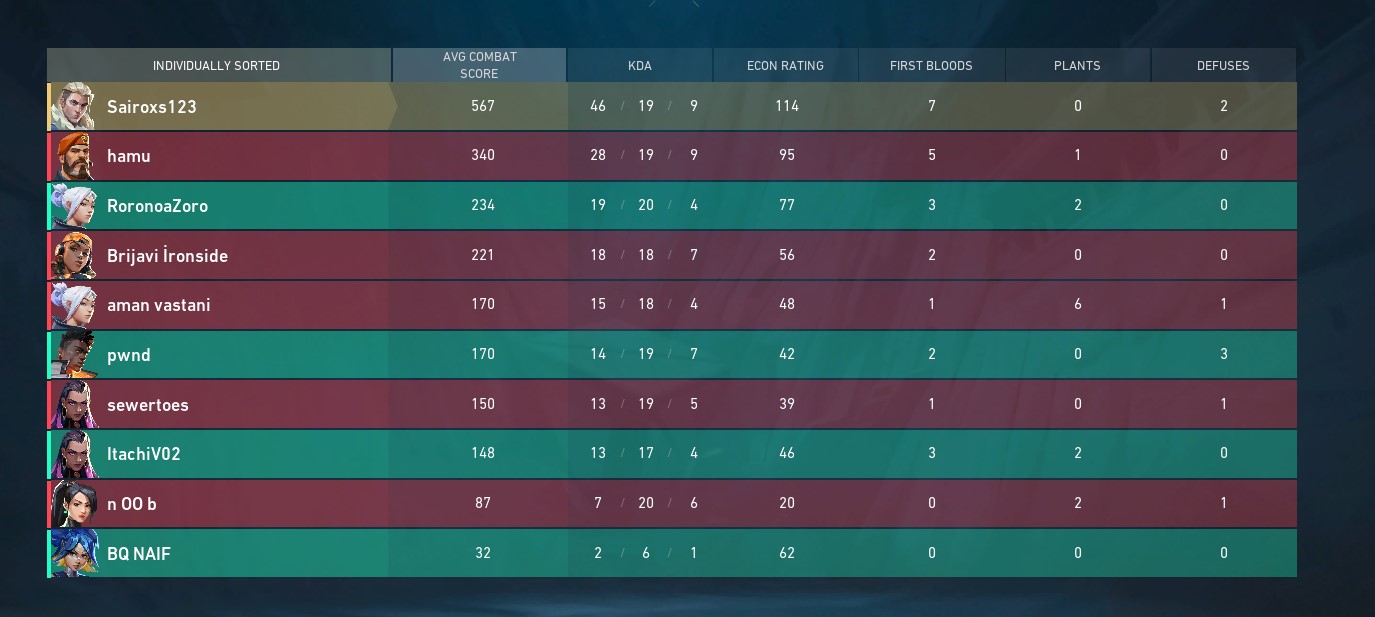 INDIVIDUALLY SORTED AVG COMBAT SCORE KDA ECON RATING FIRST BLOODS PLANTS DEFUSES
Sairoxs123 567 46 / 19 / 9 114 7 0 2
hamu 340 28 / 19 / 9 95 5 1 0
RoronoaZoro 234 19 / 20 / 4 77 3 2 0
Brijavi İronside 221 18 / 18 / 7 56 2 0 0
aman vastani 170 15 / 18 / 4 48 1 6 1
pwnd 170 14 / 19 / 7 42 2 0 3
sewertoes 150 13 / 19 / 5 39 1 0 1
ItachiV02 148 13 / 17 / 4 46 3 2 0
n OO b 87 7 / 20 / 6 20 0 2 1
BQ NAIF 32 2 / 6 / 1 62 0 0 0